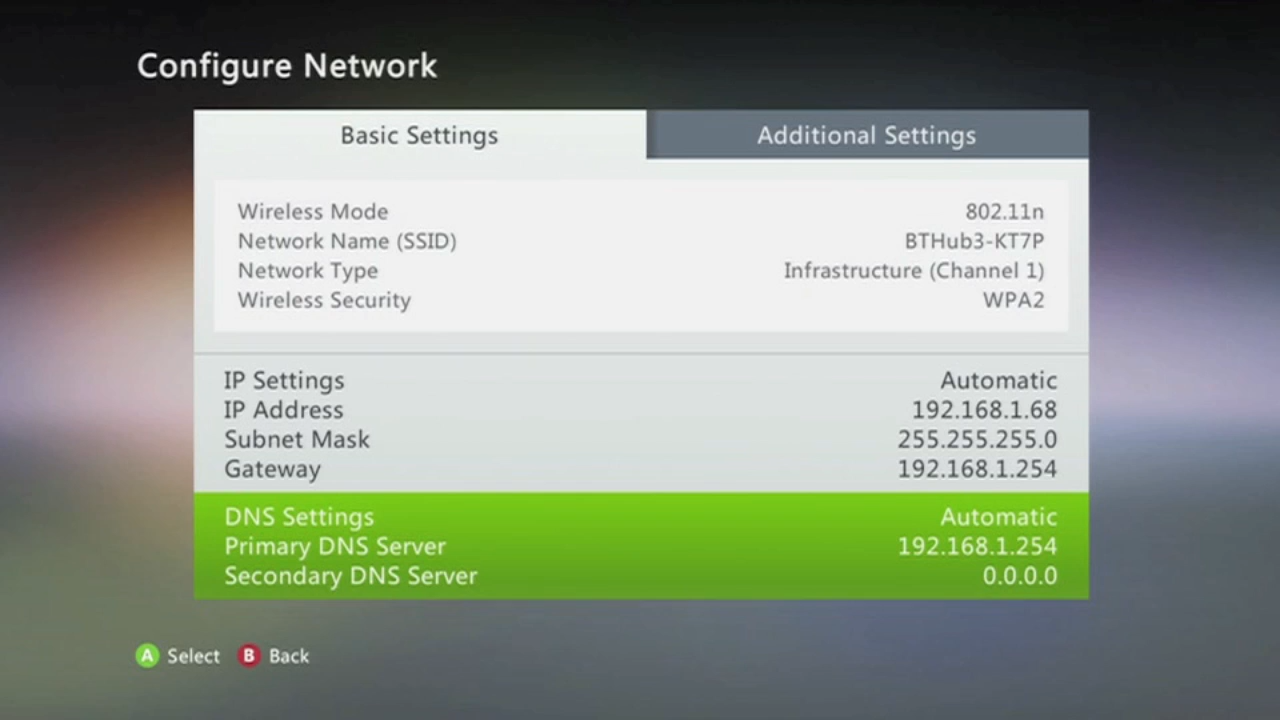 Configure Network
Basic Settings
Additional Settings
Wireless Mode 802.11n
Network Name (SSID) BTHub3-KT7P
Network Type Infrastructure (Channel 1)
Wireless Security WPA2
IP Settings Automatic
IP Address 192.168.1.68
Subnet Mask 255.255.255.0
Gateway 192.168.1.254
DNS Settings Automatic
Primary DNS Server 192.168.1.254
Secondary DNS Server 0.0.0.0
A Select B Back